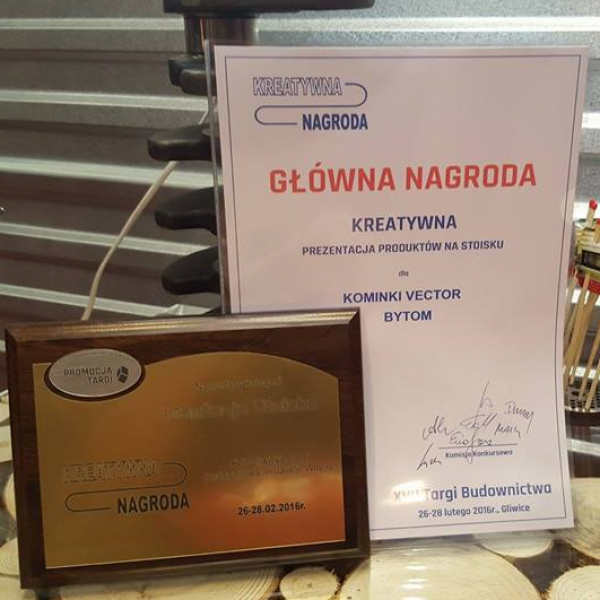 KREATYWNA
NAGRODA
GŁÓWNA NAGRODA
KREATYWNA
PREZENTACJA PRODUKTÓW NA STOISKU
dla
KOMINKI VECTOR
BYTOM
Komisja Konkursowa
XVII Targi Budownictwa
26-28 lutego 2016r., Gliwice
PROMOCJA
TARGI
KREATYWNA
NAGRODA
26-28.02.2016r.